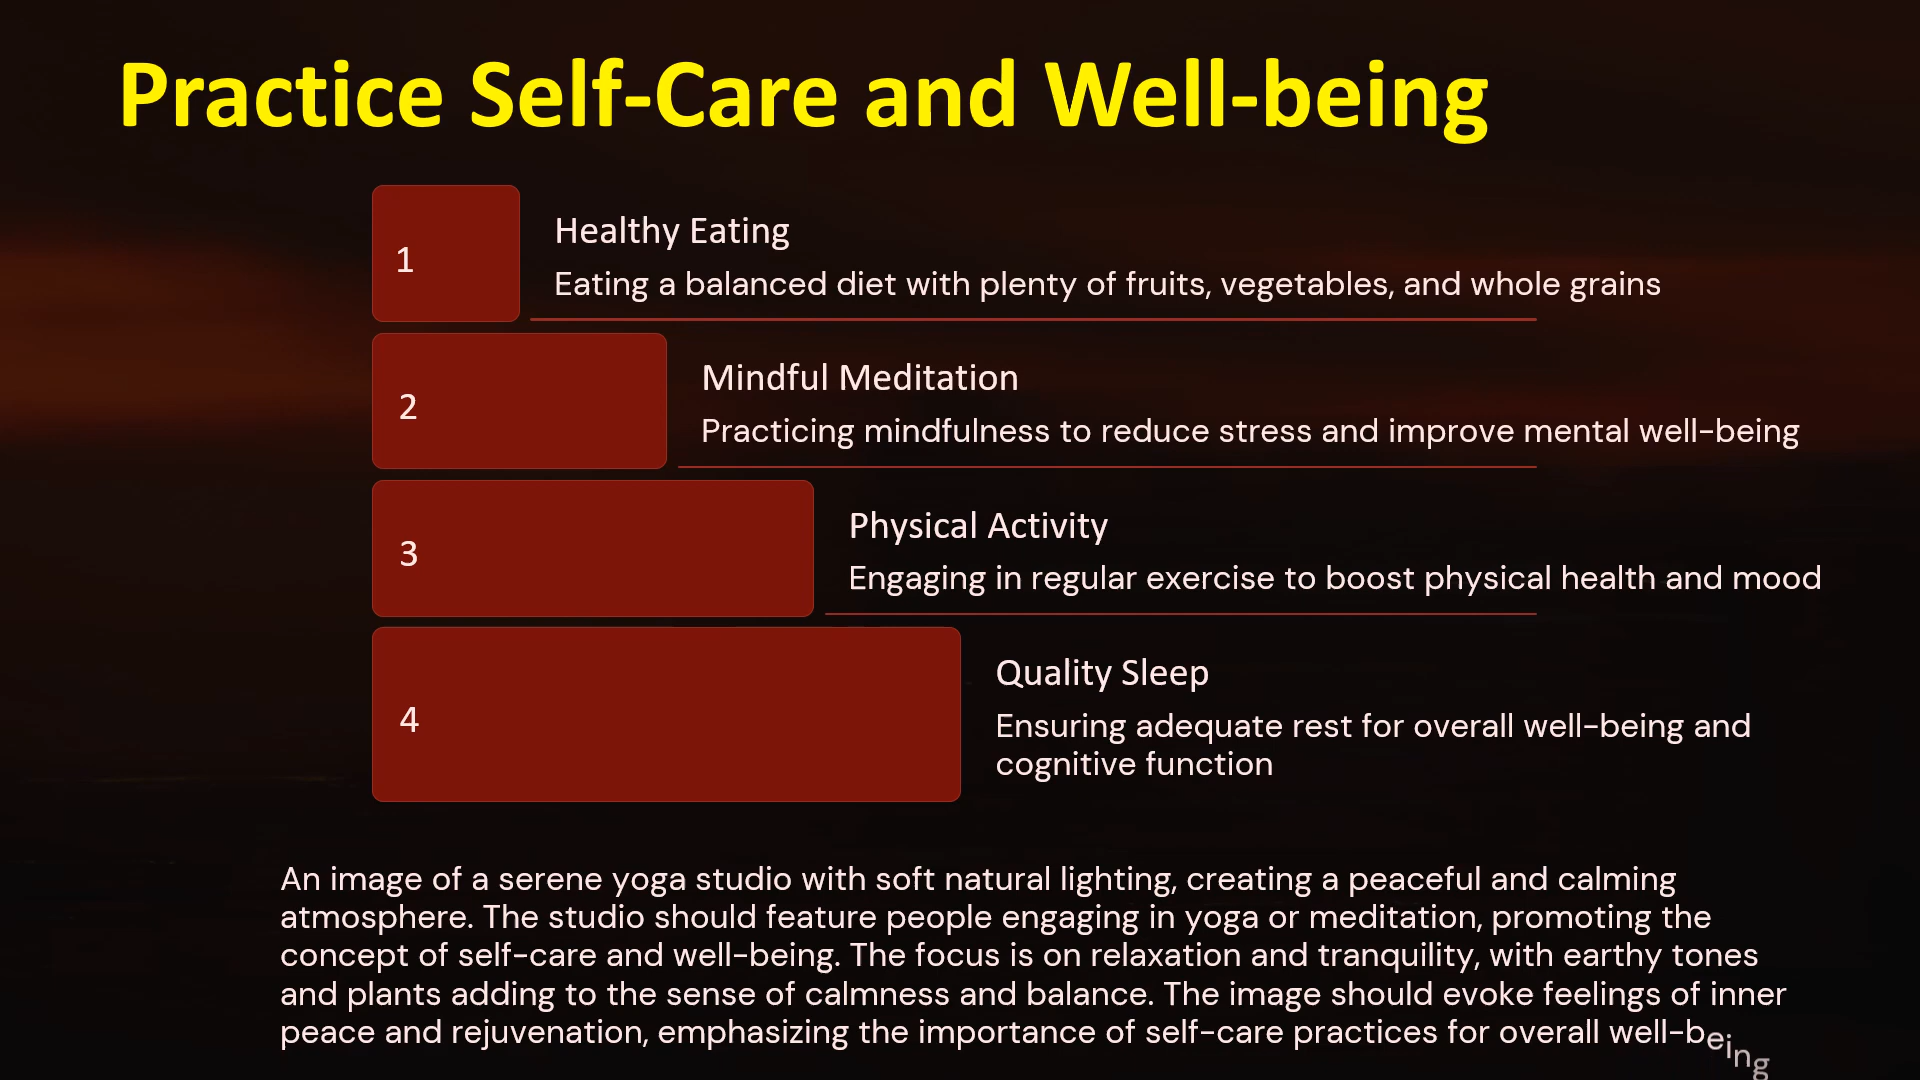 Practice Self-Care and Well-being
1
Healthy Eating
Eating a balanced diet with plenty of fruits, vegetables, and whole grains
2
Mindful Meditation
Practicing mindfulness to reduce stress and improve mental well-being
3
Physical Activity
Engaging in regular exercise to boost physical health and mood
4
Quality Sleep
Ensuring adequate rest for overall well-being and
cognitive function
An image of a serene yoga studio with soft natural lighting, creating a peaceful and calming
atmosphere. The studio should feature people engaging in yoga or meditation, promoting the
concept of self-care and well-being. The focus is on relaxation and tranquility, with earthy tones
and plants adding to the sense of calmness and balance. The image should evoke feelings of inner
peace and rejuvenation, emphasizing the importance of self-care practices for overall well-being